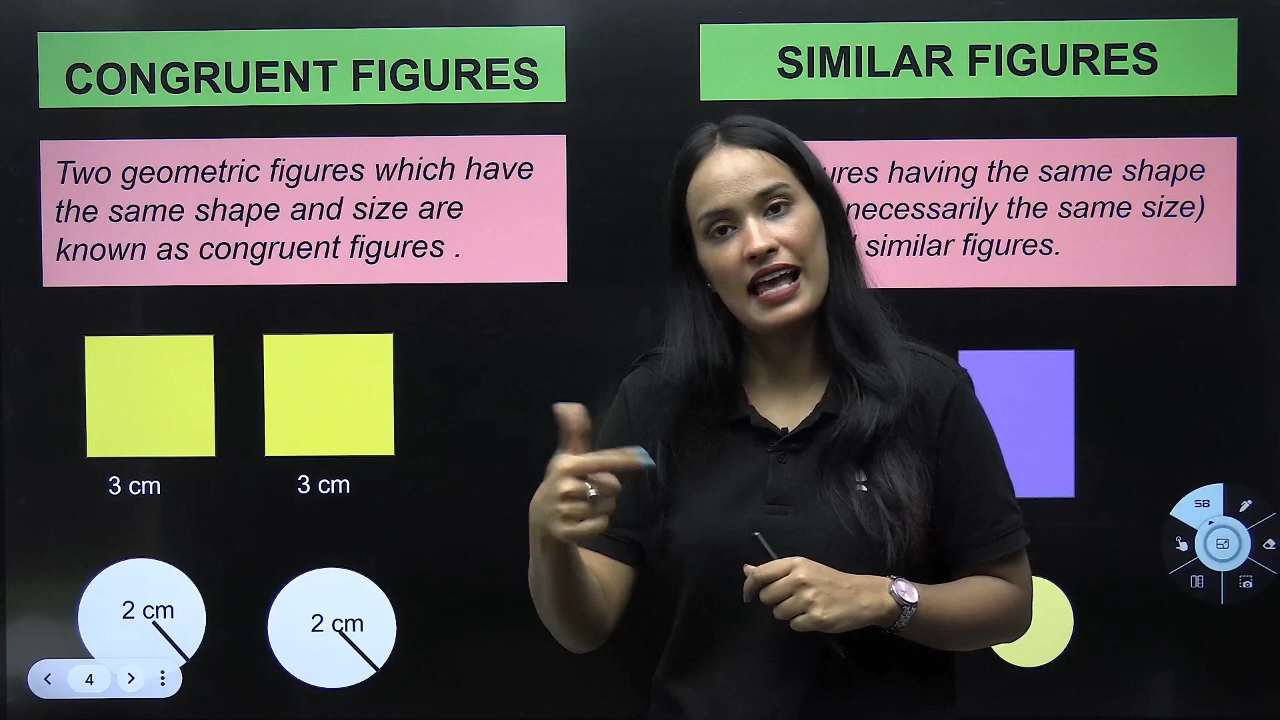 CONGRUENT FIGURES
Two geometric figures which have
the same shape and size are
known as congruent figures .
3 cm
3 cm
2 cm
2 cm
4
SIMILAR FIGURES
having the same shape
necessarily the same size)
similar figures.
58